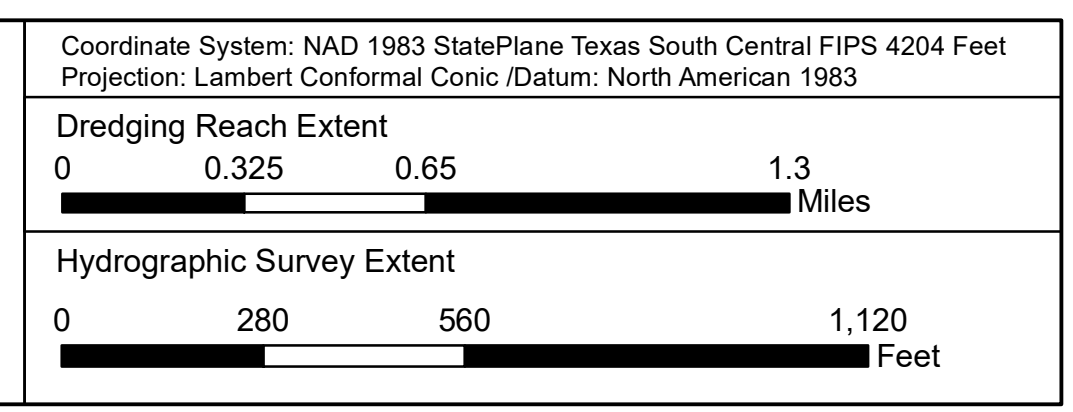 Coordinate System: NAD 1983 StatePlane Texas South Central FIPS 4204 Feet
Projection: Lambert Conformal Conic /Datum: North American 1983
Dredging Reach Extent
0 0.325 0.65 1.3
Miles
Hydrographic Survey Extent
0 280 560 1,120
Feet